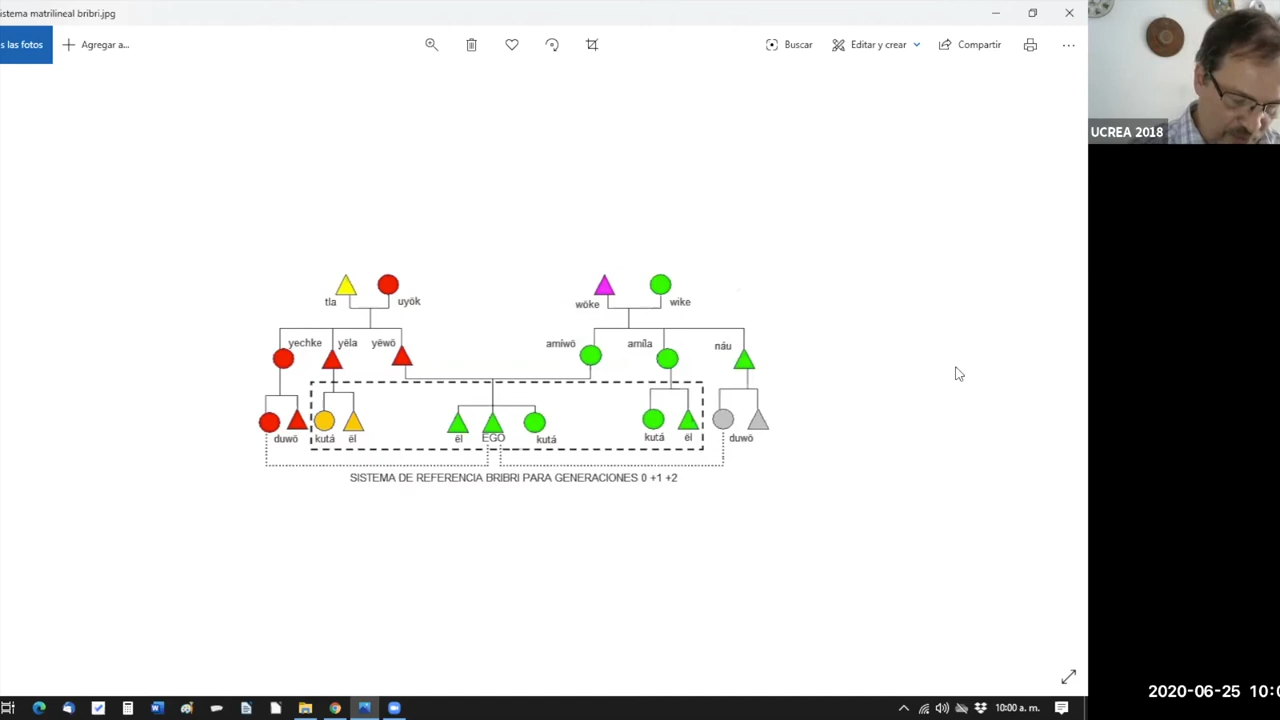 istema matrilineal bribri.jpg
s las fotos
Agregar a...
Buscar
Editar y crear
Compartir
UCREA 2018
tla
uyök
wöke
wike
yechke
yëla
yëwö
amíwö
amíla
náu
duwö
kutá
ël
ël
EGO
kutá
kutá
ël
duwö
SISTEMA DE REFERENCIA BRIBRI PARA GENERACIONES 0 +1 +2
2020-06-25 10:0
10:00 a. m.